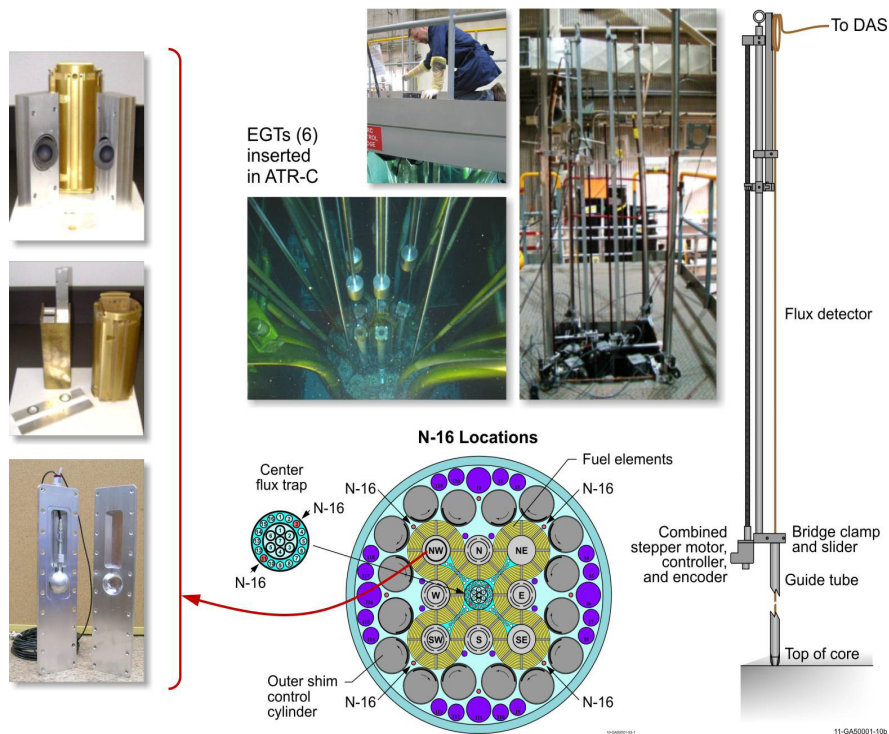 To DAS
EGTs (6)
inserted
in ATR-C
Flux detector
N-16 Locations
Center
flux trap
Fuel elements
N-16
N-16
N-16
NW
N
NE
W
E
SW
S
SE
Combined
stepper motor,
controller,
and encoder
Bridge clamp
and slider
Guide tube
Top of core
Outer shim
control
cylinder
N-16
N-16
11-GA50001-10b